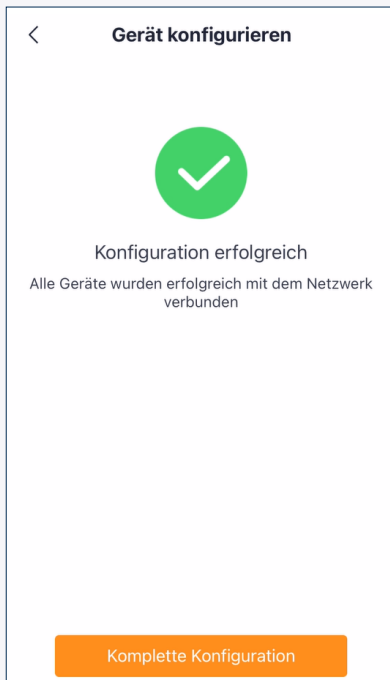 Gerät konfigurieren
Konfiguration erfolgreich
Alle Geräte wurden erfolgreich mit dem Netzwerk
verbunden
Komplette Konfiguration